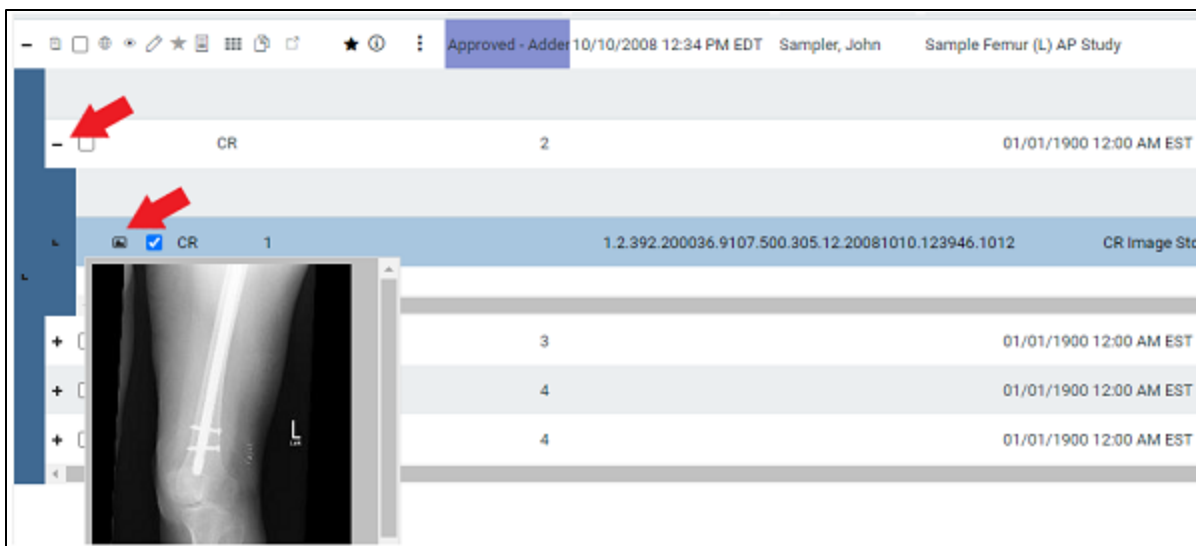 Approved - Adder 10/10/2008 12:34 PM EDT Sampler, John Sample Femur (L) AP Study
CR 2 01/01/1900 12:00 AM EST
CR 1 1.2.392.200036.9107.500.305.12.20081010.123946.1012 CR Image Sto
L
3 01/01/1900 12:00 AM EST
4 01/01/1900 12:00 AM EST
4 01/01/1900 12:00 AM EST